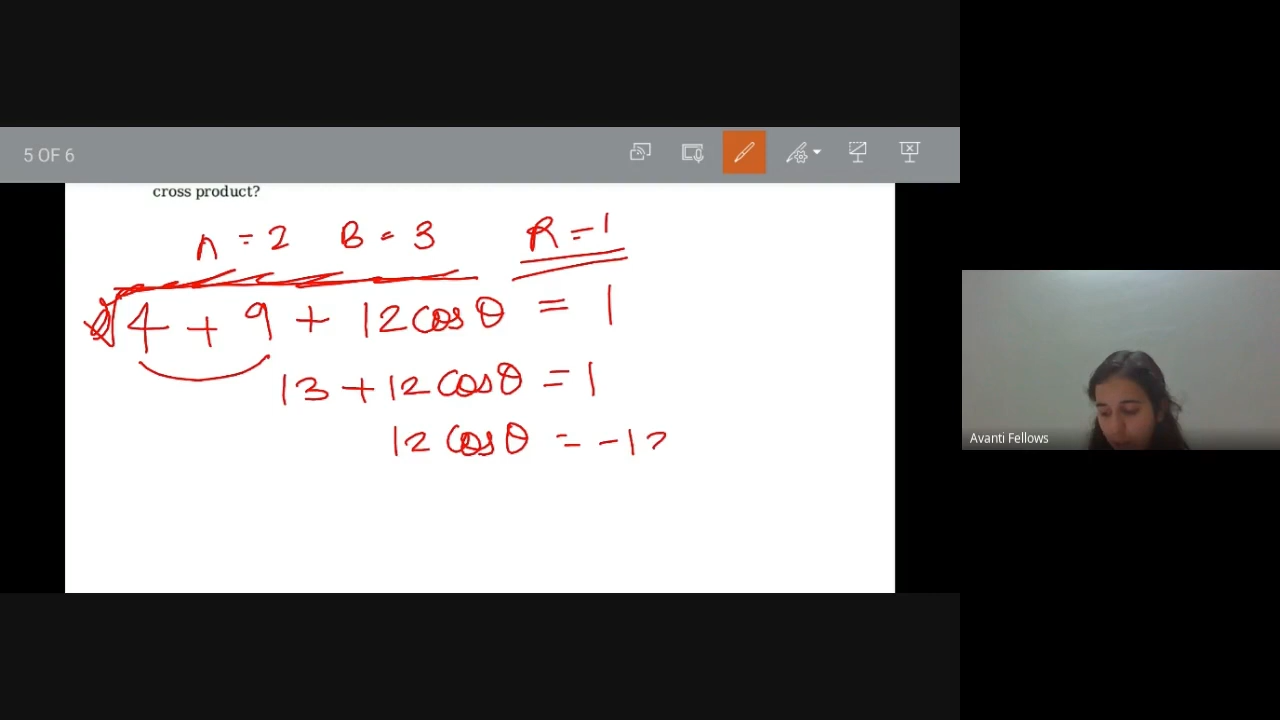 5 OF 6
cross product?
A = 2 B = 3 R = 1
√4 + 9 + 12 cos θ = 1
13 + 12 cos θ = 1
12 cos θ = -12
Avanti Fellows